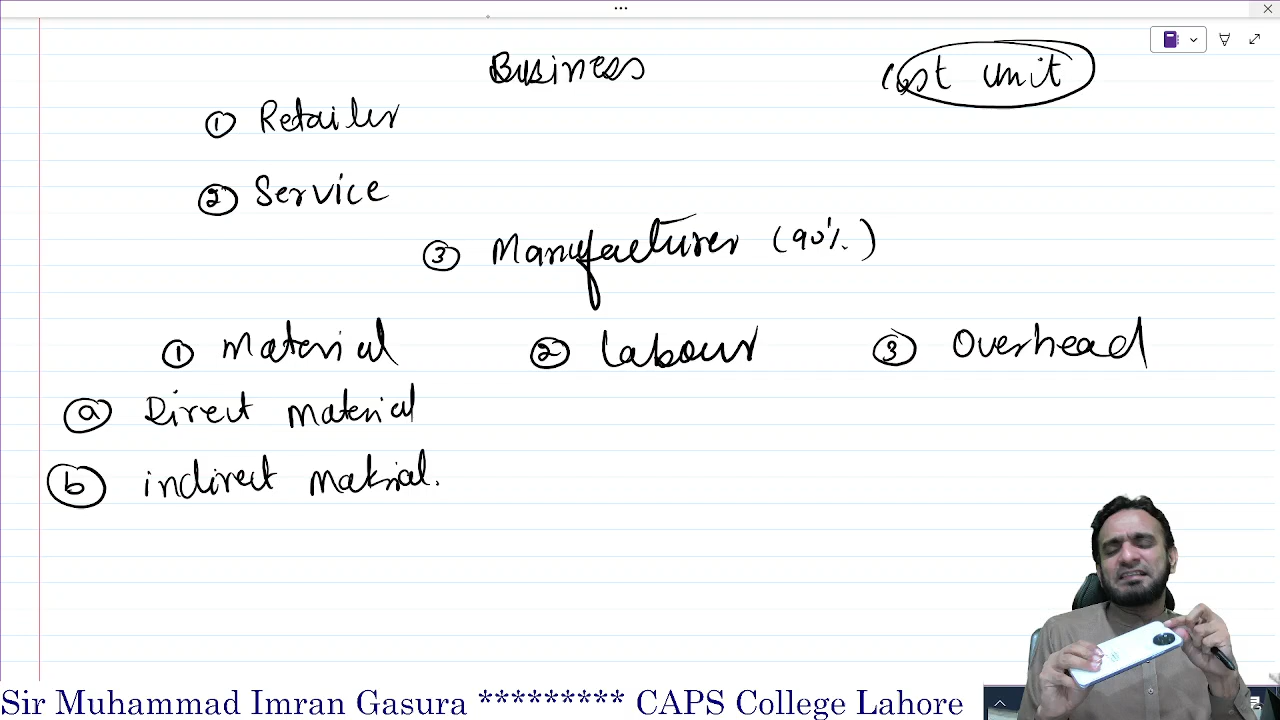 Business
Cost unit
① Retailer
② Service
③ Manufacturer (90%)
① Material ② Labour ③ Overhead
ⓐ Direct Material
ⓑ indirect Material.
Sir Muhammad Imran Gasura ********* CAPS College Lahore